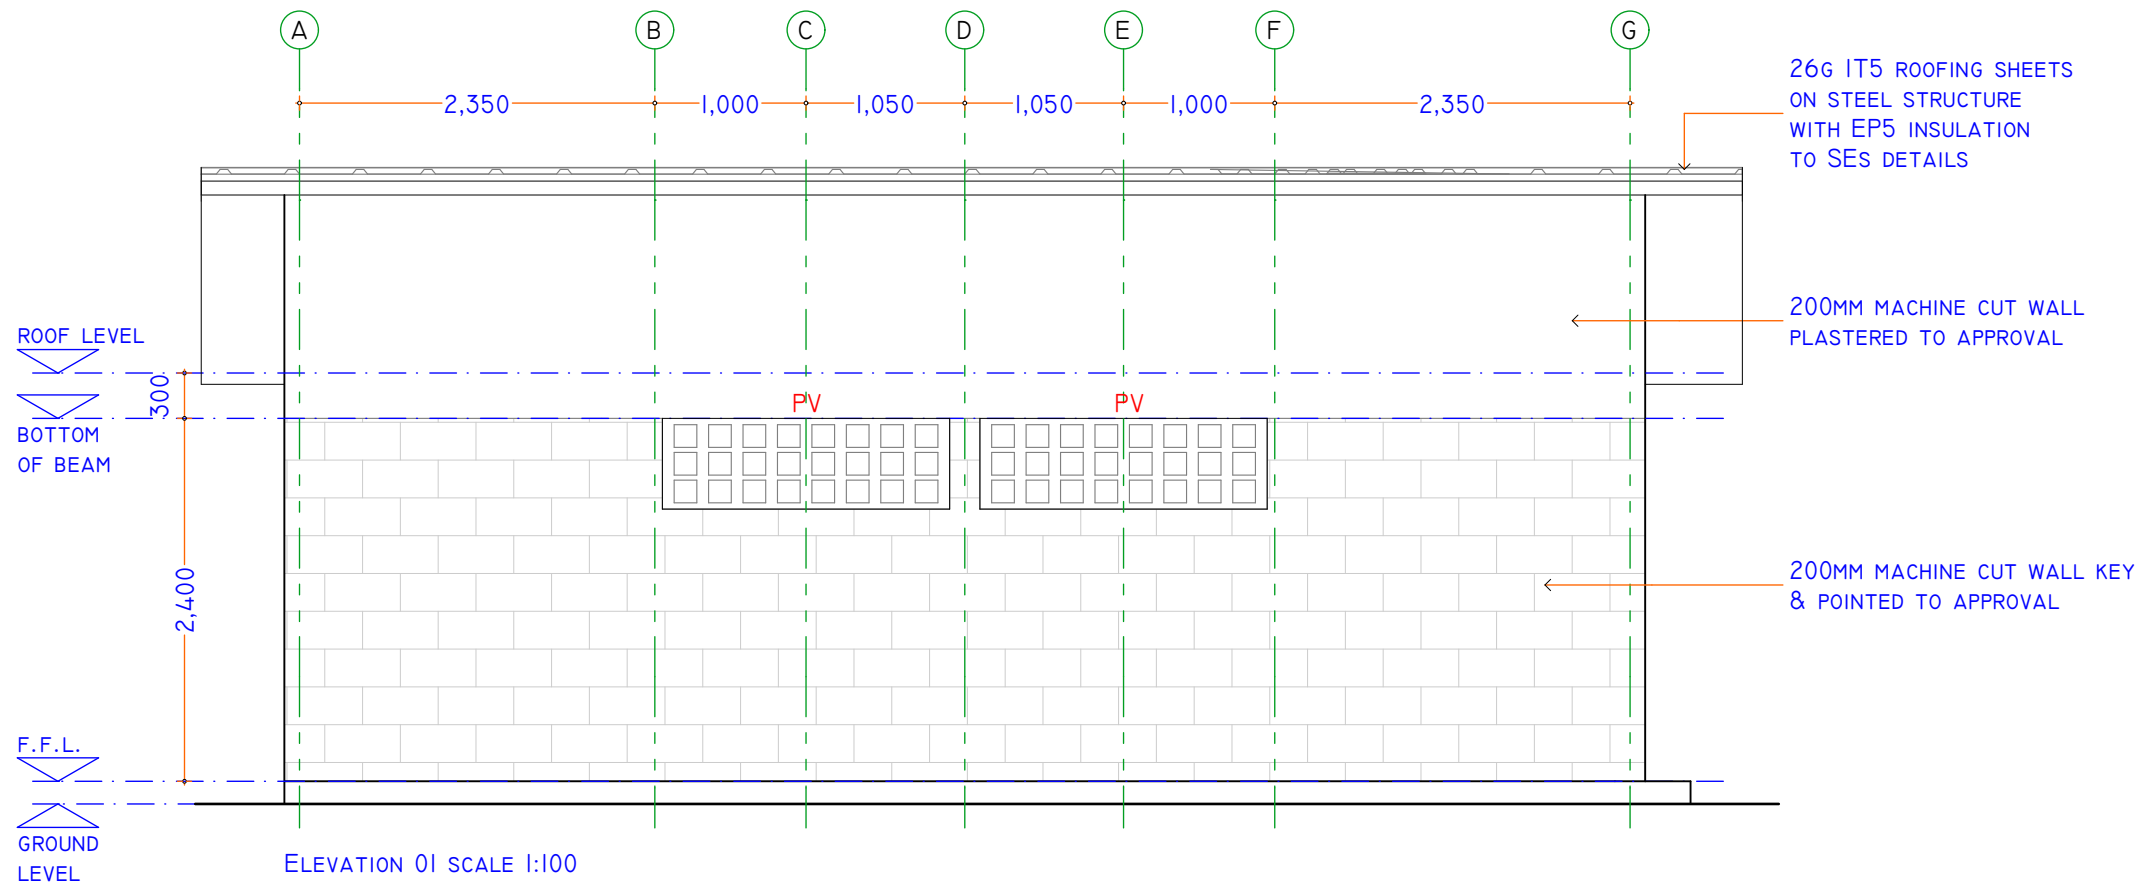 A B C D E F G
2,350 1,000 1,050 1,050 1,000 2,350
26G IT5 ROOFING SHEETS
ON STEEL STRUCTURE
WITH EP5 INSULATION
TO SES DETAILS
200MM MACHINE CUT WALL
PLASTERED TO APPROVAL
ROOF LEVEL
300
BOTTOM
OF BEAM
PV PV
2,400
200MM MACHINE CUT WALL KEY
& POINTED TO APPROVAL
F.F.L.
GROUND
LEVEL
ELEVATION 01 SCALE 1:100